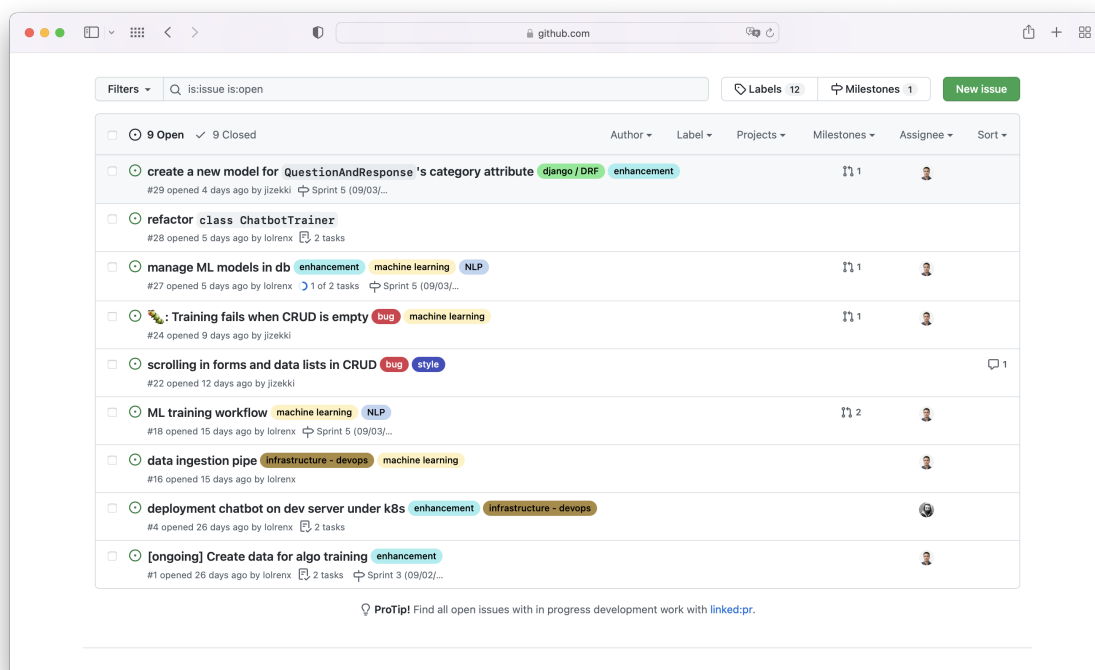 github.com
Filters
is:issue is:open
Labels 12
Milestones 1
New issue
9 Open 9 Closed
Author Label Projects Milestones Assignee Sort
create a new model for QuestionAndResponse's category attribute django / DRF enhancement 1
#29 opened 4 days ago by jizekki Sprint 5 (09/03/...
refactor class ChatbotTrainer
#28 opened 5 days ago by lolrenx 2 tasks
manage ML models in db enhancement machine learning NLP 1
#27 opened 5 days ago by lolrenx 1 of 2 tasks Sprint 5 (09/03/...
: Training fails when CRUD is empty bug machine learning 1
#24 opened 9 days ago by jizekki
scrolling in forms and data lists in CRUD bug style 1
#22 opened 12 days ago by jizekki
ML training workflow machine learning NLP 2
#18 opened 15 days ago by lolrenx Sprint 5 (09/03/...
data ingestion pipe infrastructure - devops machine learning
#16 opened 15 days ago by lolrenx
deployment chatbot on dev server under k8s enhancement infrastructure - devops
#4 opened 26 days ago by lolrenx 2 tasks
[ongoing] Create data for algo training enhancement
#1 opened 26 days ago by lolrenx 2 tasks Sprint 3 (09/02/...
ProTip! Find all open issues with in progress development work with linked:pr.